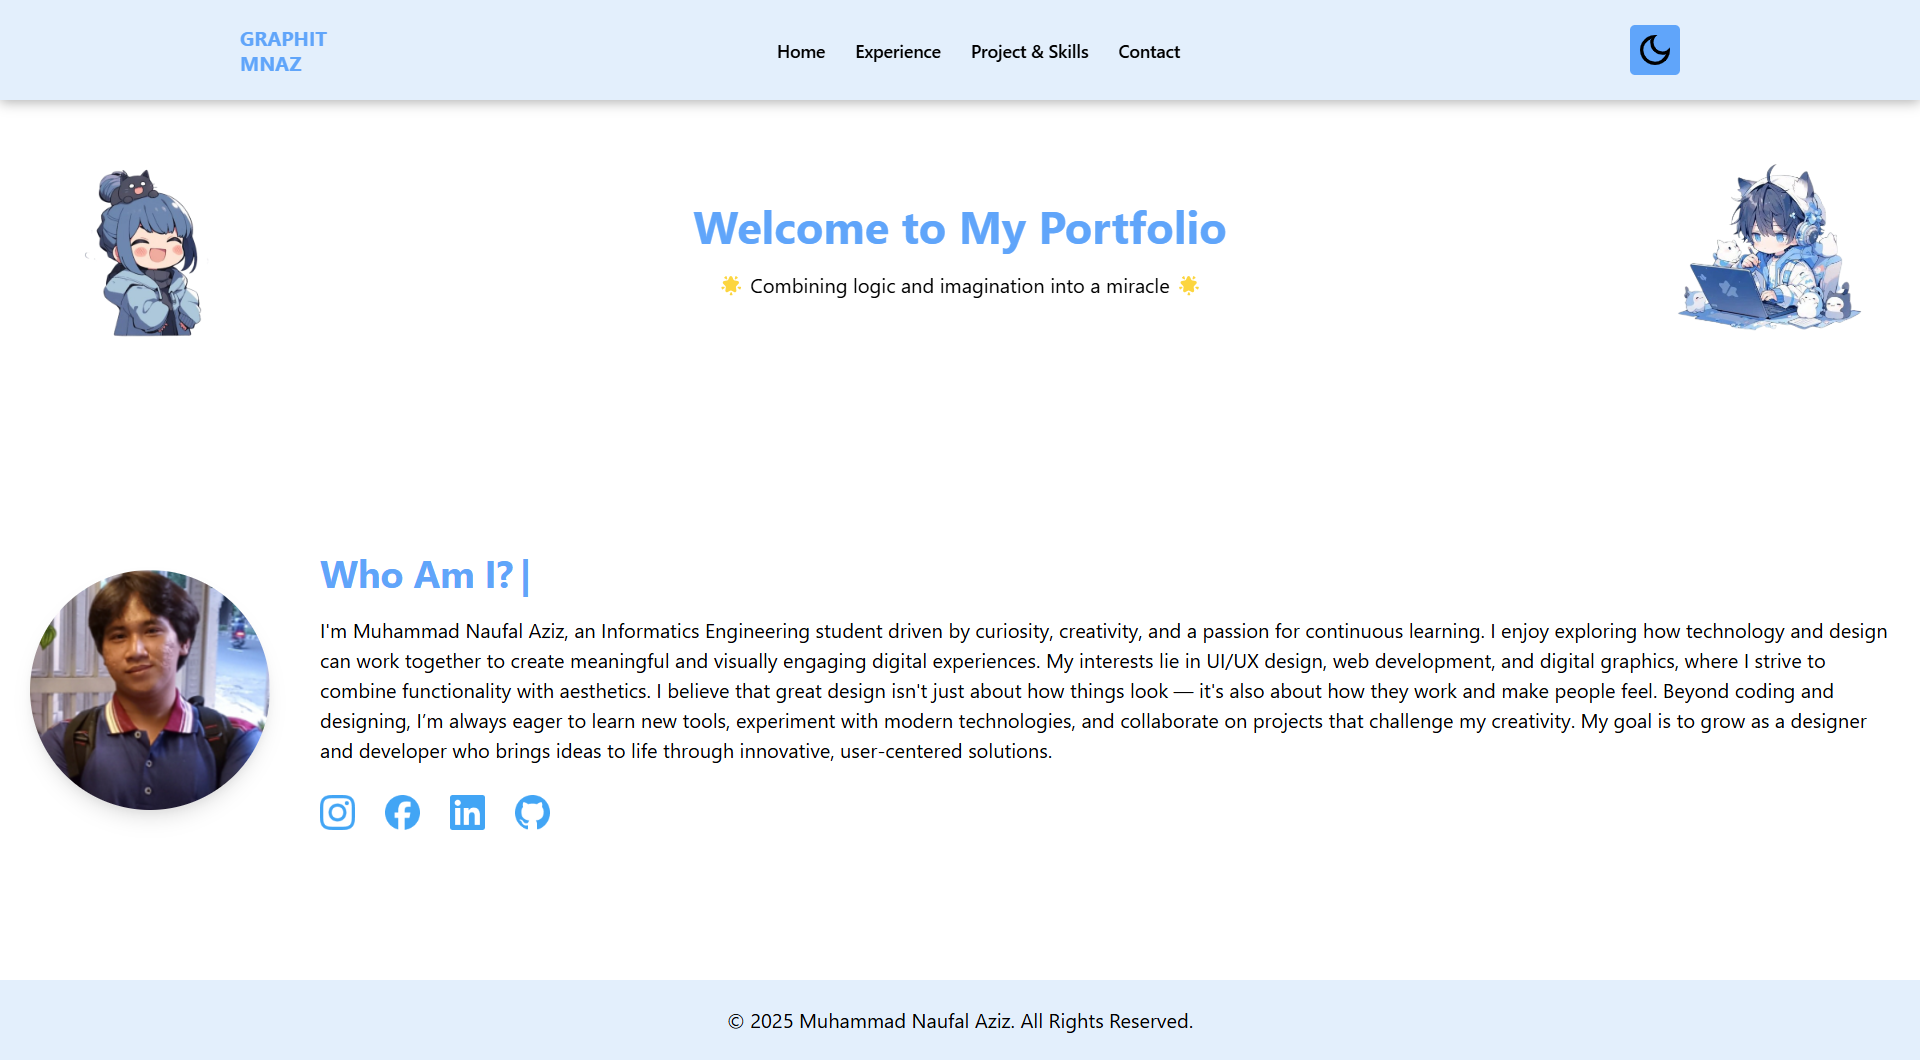 GRAPHIT
MNAZ
Home
Experience
Project & Skills
Contact
Welcome to My Portfolio
🌟 Combining logic and imagination into a miracle 🌟
Who Am I? |
I'm Muhammad Naufal Aziz, an Informatics Engineering student driven by curiosity, creativity, and a passion for continuous learning. I enjoy exploring how technology and design
can work together to create meaningful and visually engaging digital experiences. My interests lie in UI/UX design, web development, and digital graphics, where I strive to
combine functionality with aesthetics. I believe that great design isn't just about how things look — it's also about how they work and make people feel. Beyond coding and
designing, I’m always eager to learn new tools, experiment with modern technologies, and collaborate on projects that challenge my creativity. My goal is to grow as a designer
and developer who brings ideas to life through innovative, user-centered solutions.
© 2025 Muhammad Naufal Aziz. All Rights Reserved.